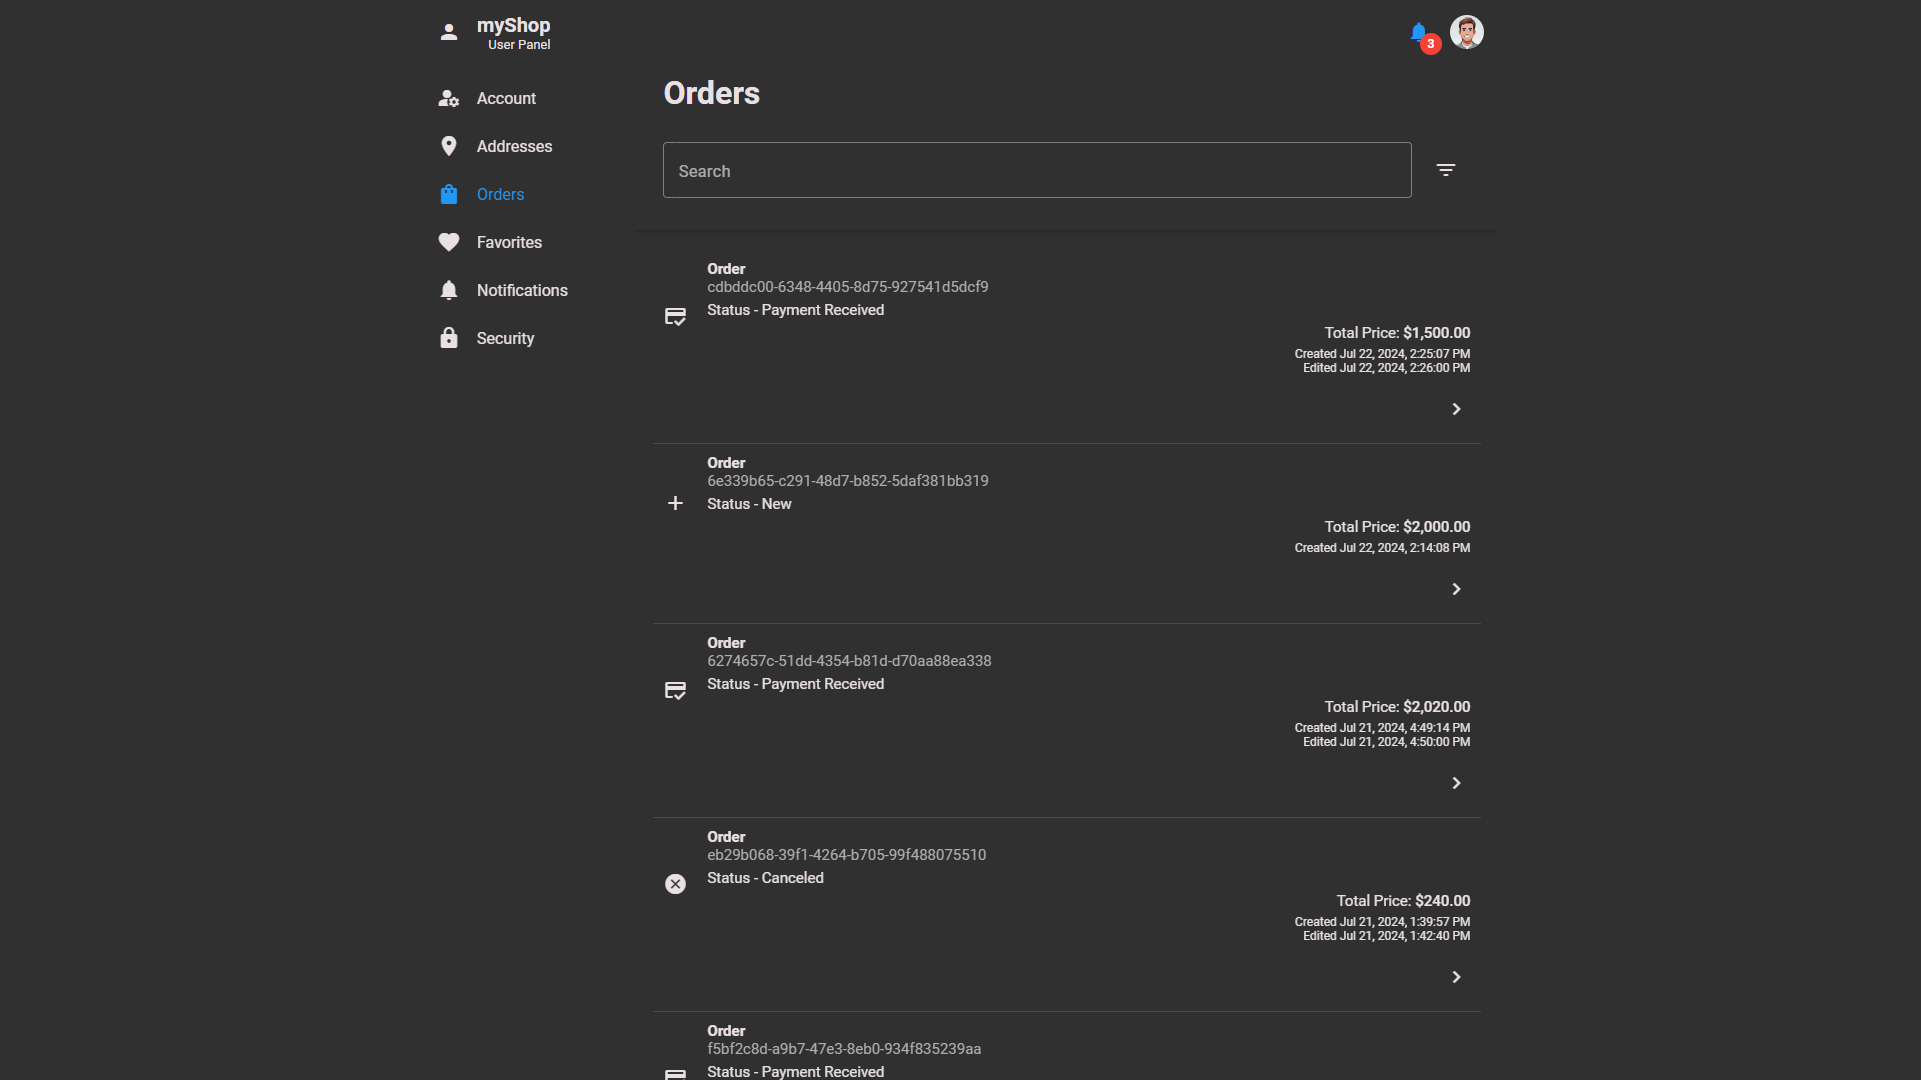 myShop
User Panel
3
Account
Addresses
Orders
Favorites
Notifications
Security
Orders
Search
Order
cdbddc00-6348-4405-8d75-927541d5dcf9
Status - Payment Received
Total Price: $1,500.00
Created Jul 22, 2024, 2:25:07 PM
Edited Jul 22, 2024, 2:26:00 PM
Order
6e339b65-c291-48d7-b852-5daf381bb319
Status - New
Total Price: $2,000.00
Created Jul 22, 2024, 2:14:08 PM
Order
6274657c-51dd-4354-b81d-d70aa88ea338
Status - Payment Received
Total Price: $2,020.00
Created Jul 21, 2024, 4:49:14 PM
Edited Jul 21, 2024, 4:50:00 PM
Order
eb29b068-39f1-4264-b705-99f488075510
Status - Canceled
Total Price: $240.00
Created Jul 21, 2024, 1:39:57 PM
Edited Jul 21, 2024, 1:42:40 PM
Order
f5bf2c8d-a9b7-47e3-8eb0-934f835239aa
Status - Payment Received